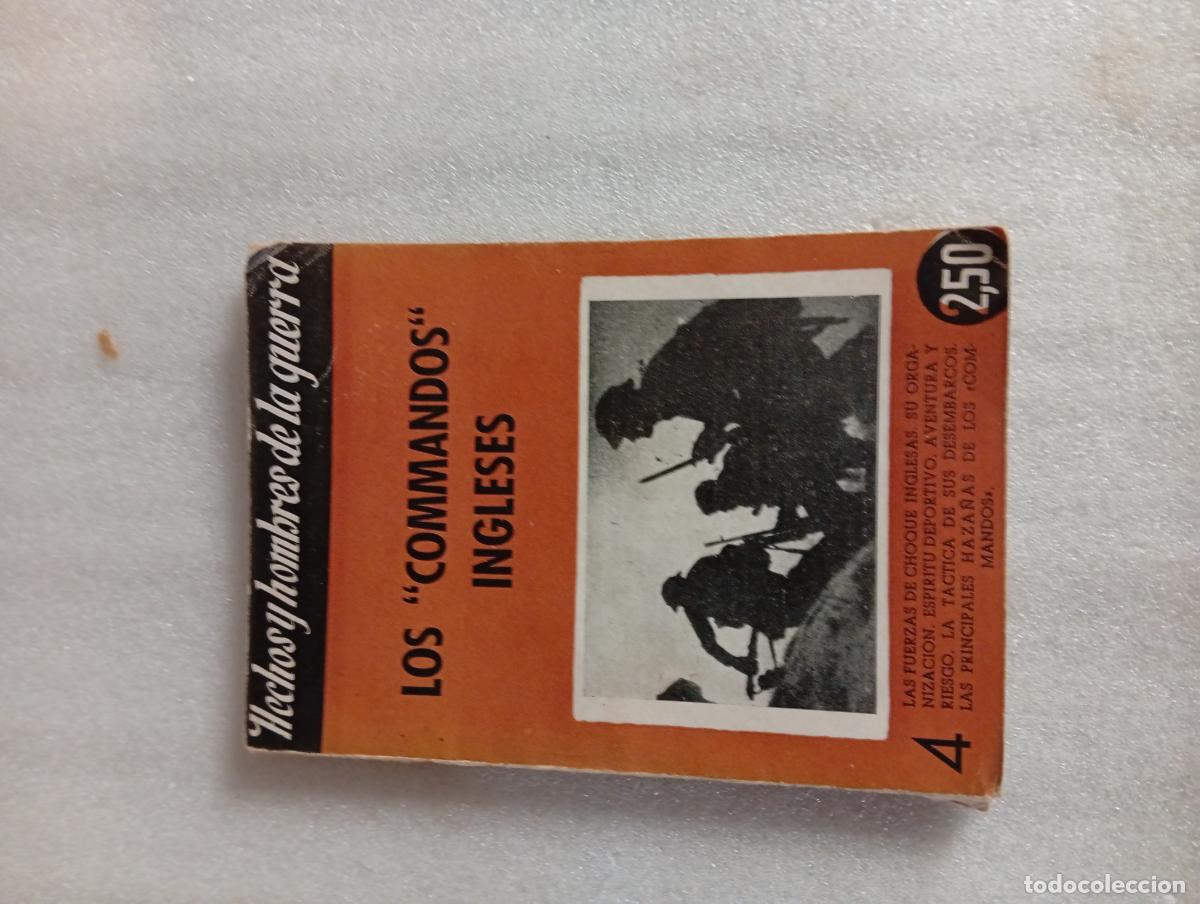 Hechos y hombres de la guerra
LOS "COMMANDOS"
INGLESES
4
LAS FUERZAS DE CHOQUE INGLESAS. SU ORGA-
NIZACION, ESPIRITU DEPORTIVO, AVENTURA Y
RIESGO. LA TACTICA DE SUS DESEMBARCOS.
LAS PRINCIPALES HAZAÑAS DE LOS «COM-
MANDOS».
2,50
todocoleccion